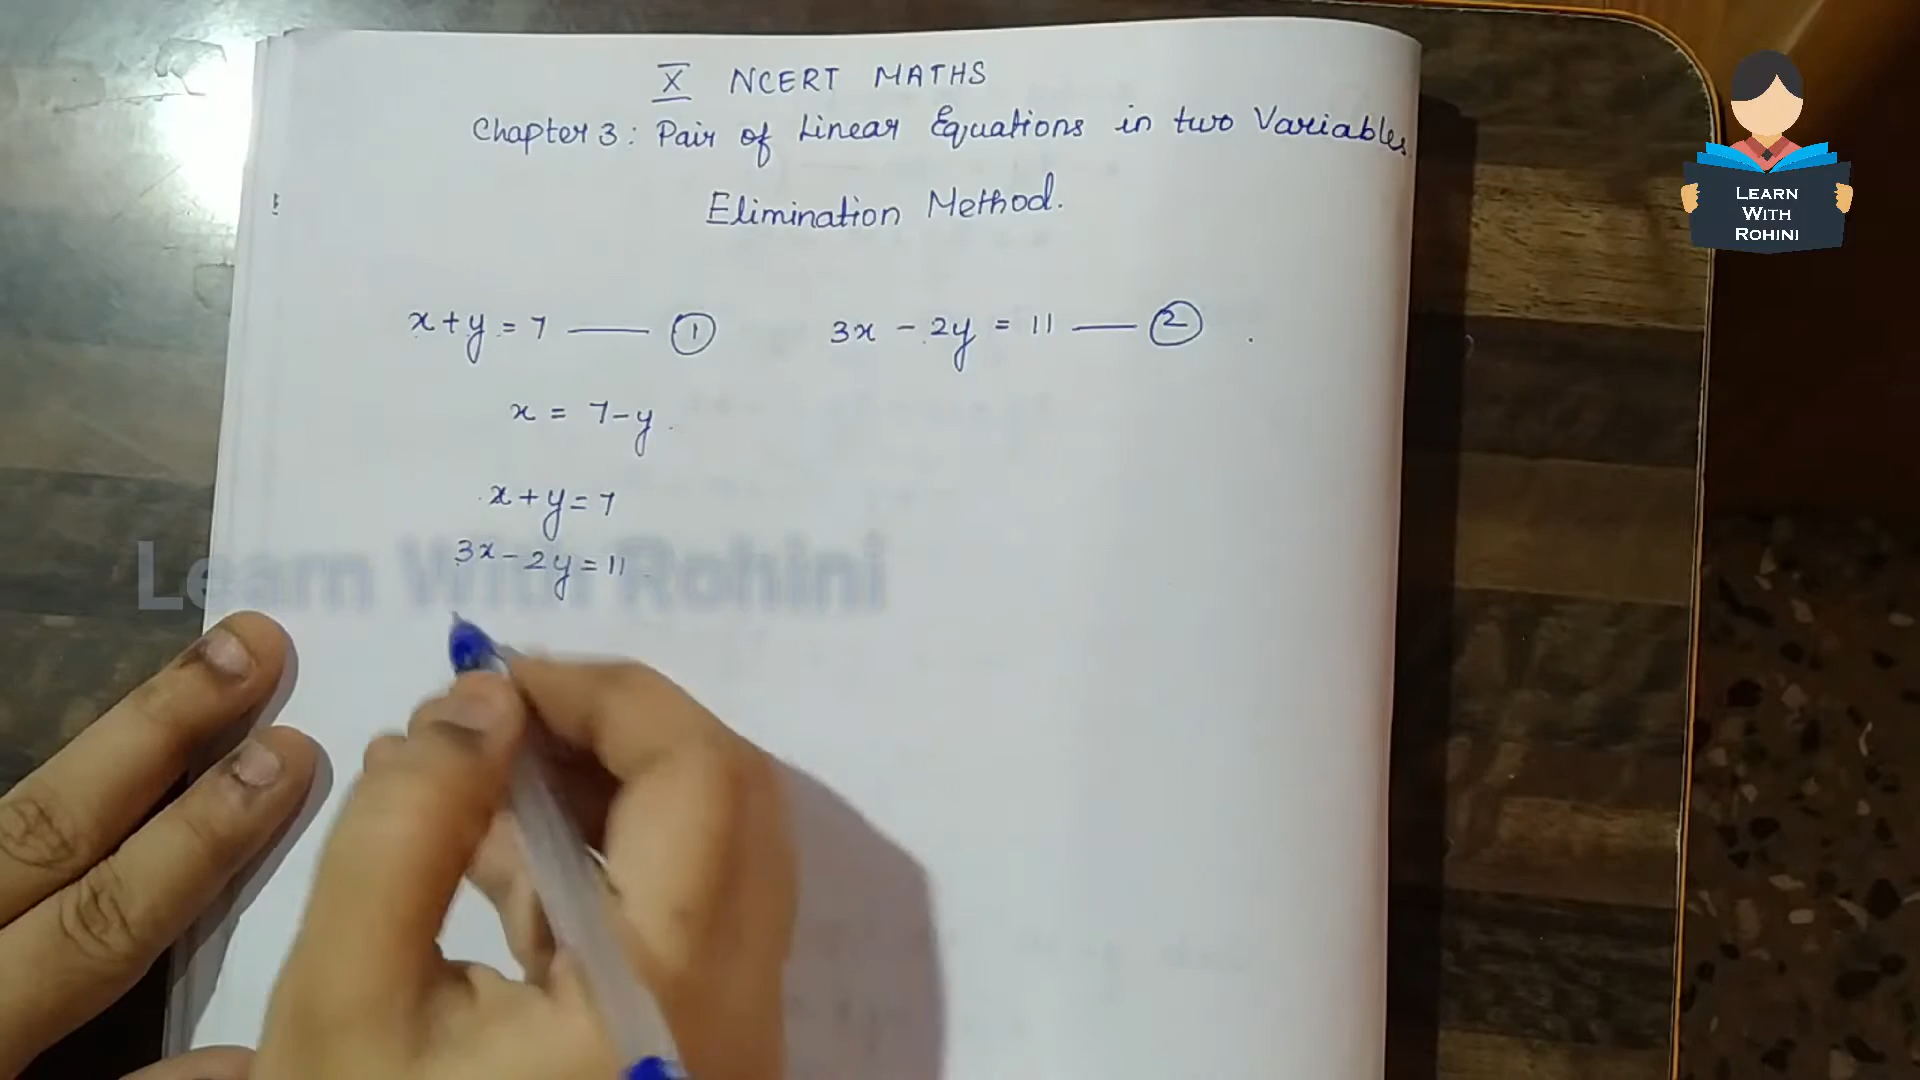 X NCERT MATHS
Chapter 3: Pair of Linear Equations in two Variables.
Elimination Method.
x+y = 7 —— ① 3x - 2y = 11 —— ②
x = 7-y
x+y=7
3x-2y=11
Learn With Rohini
LEARN
WITH
ROHINI